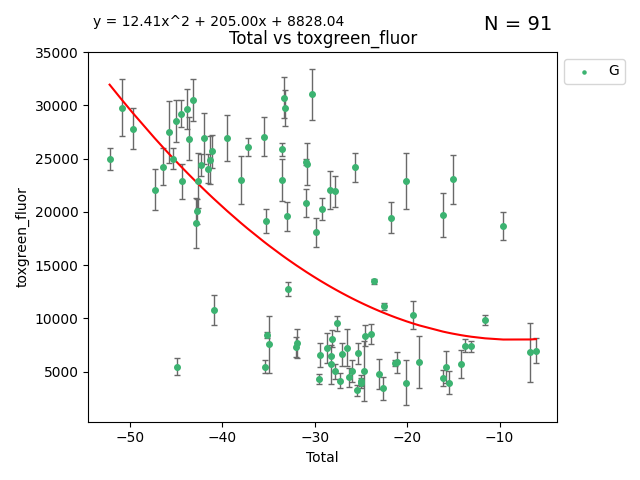 y = 12.41x^2 + 205.00x + 8828.04
N = 91
Total vs toxgreen_fluor
G
35000
30000
25000
20000
15000
10000
5000
toxgreen_fluor
−50
−40
−30
−20
−10
Total